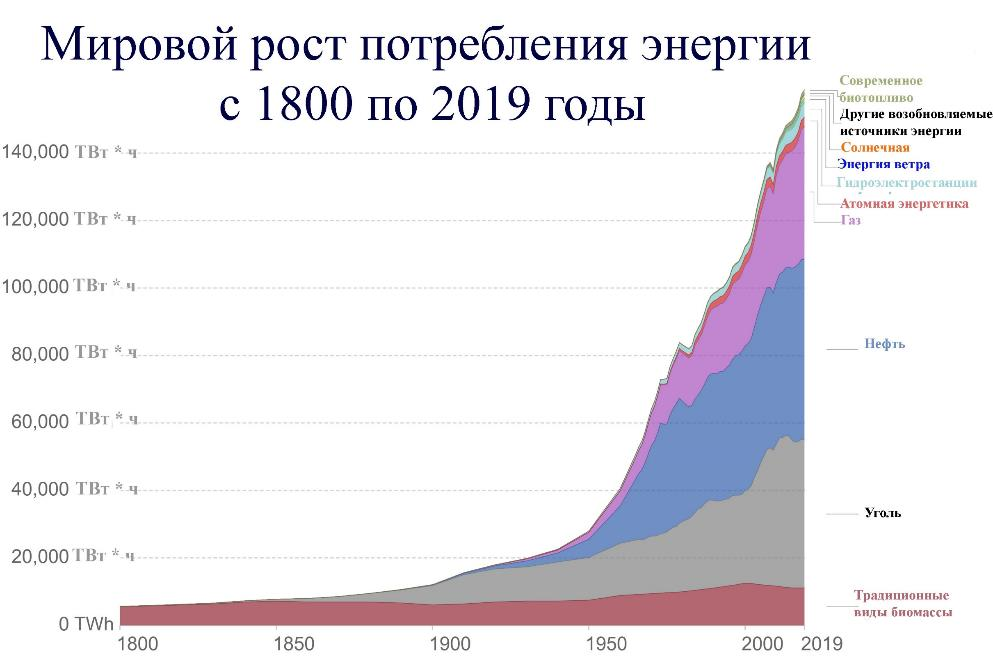 Мировой рост потребления энергии
с 1800 по 2019 годы
Современное
биотопливо
Другие возобновляемые
источники энергии
Солнечная
Энергия ветра
Гидроэлектростанции
Атомная энергетика
Газ
Нефть
Уголь
Традиционные
виды биомассы
140,000 ТВт * ч
120,000 ТВт * ч
100,000 ТВт * ч
80,000 ТВт * ч
60,000 ТВт * ч
40,000 ТВт * ч
20,000 ТВт * ч
0 TWh
1800 1850 1900 1950 2000 2019